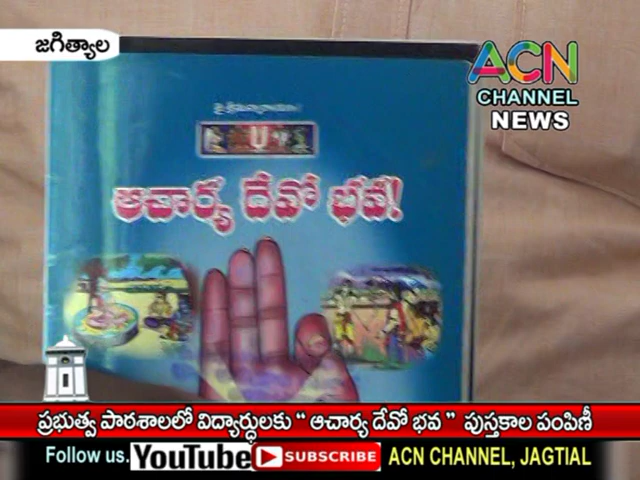 జగిత్యాల
ACN
CHANNEL
NEWS
ఆచార్య దేవో భవ!
ప్రభుత్వ పాఠశాలలో విద్యార్థులకు " ఆచార్య దేవో భవ " పుస్తకాల పంపిణీ
Follow us. YouTube SUBSCRIBE ACN CHANNEL, JAGTIAL